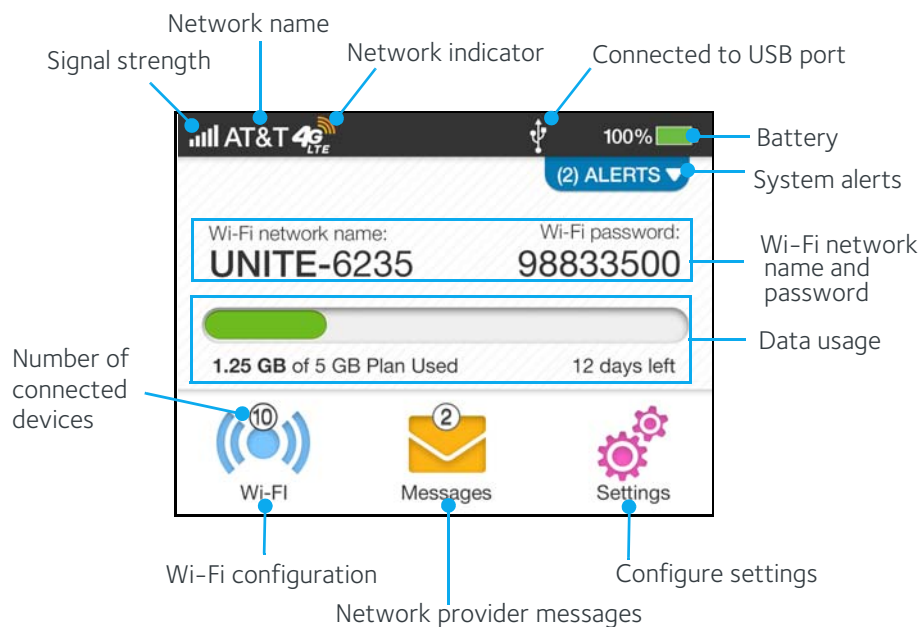 Network name
Signal strength
Network indicator
Connected to USB port
AT&T 4G LTE
100%
Battery
(2) ALERTS
System alerts
Wi-Fi network name:
Wi-Fi password:
UNITE-6235
98833500
Wi-Fi network
name and
password
1.25 GB of 5 GB Plan Used
12 days left
Data usage
Number of
connected
devices
10
2
Wi-FI
Messages
Settings
Wi-Fi configuration
Configure settings
Network provider messages